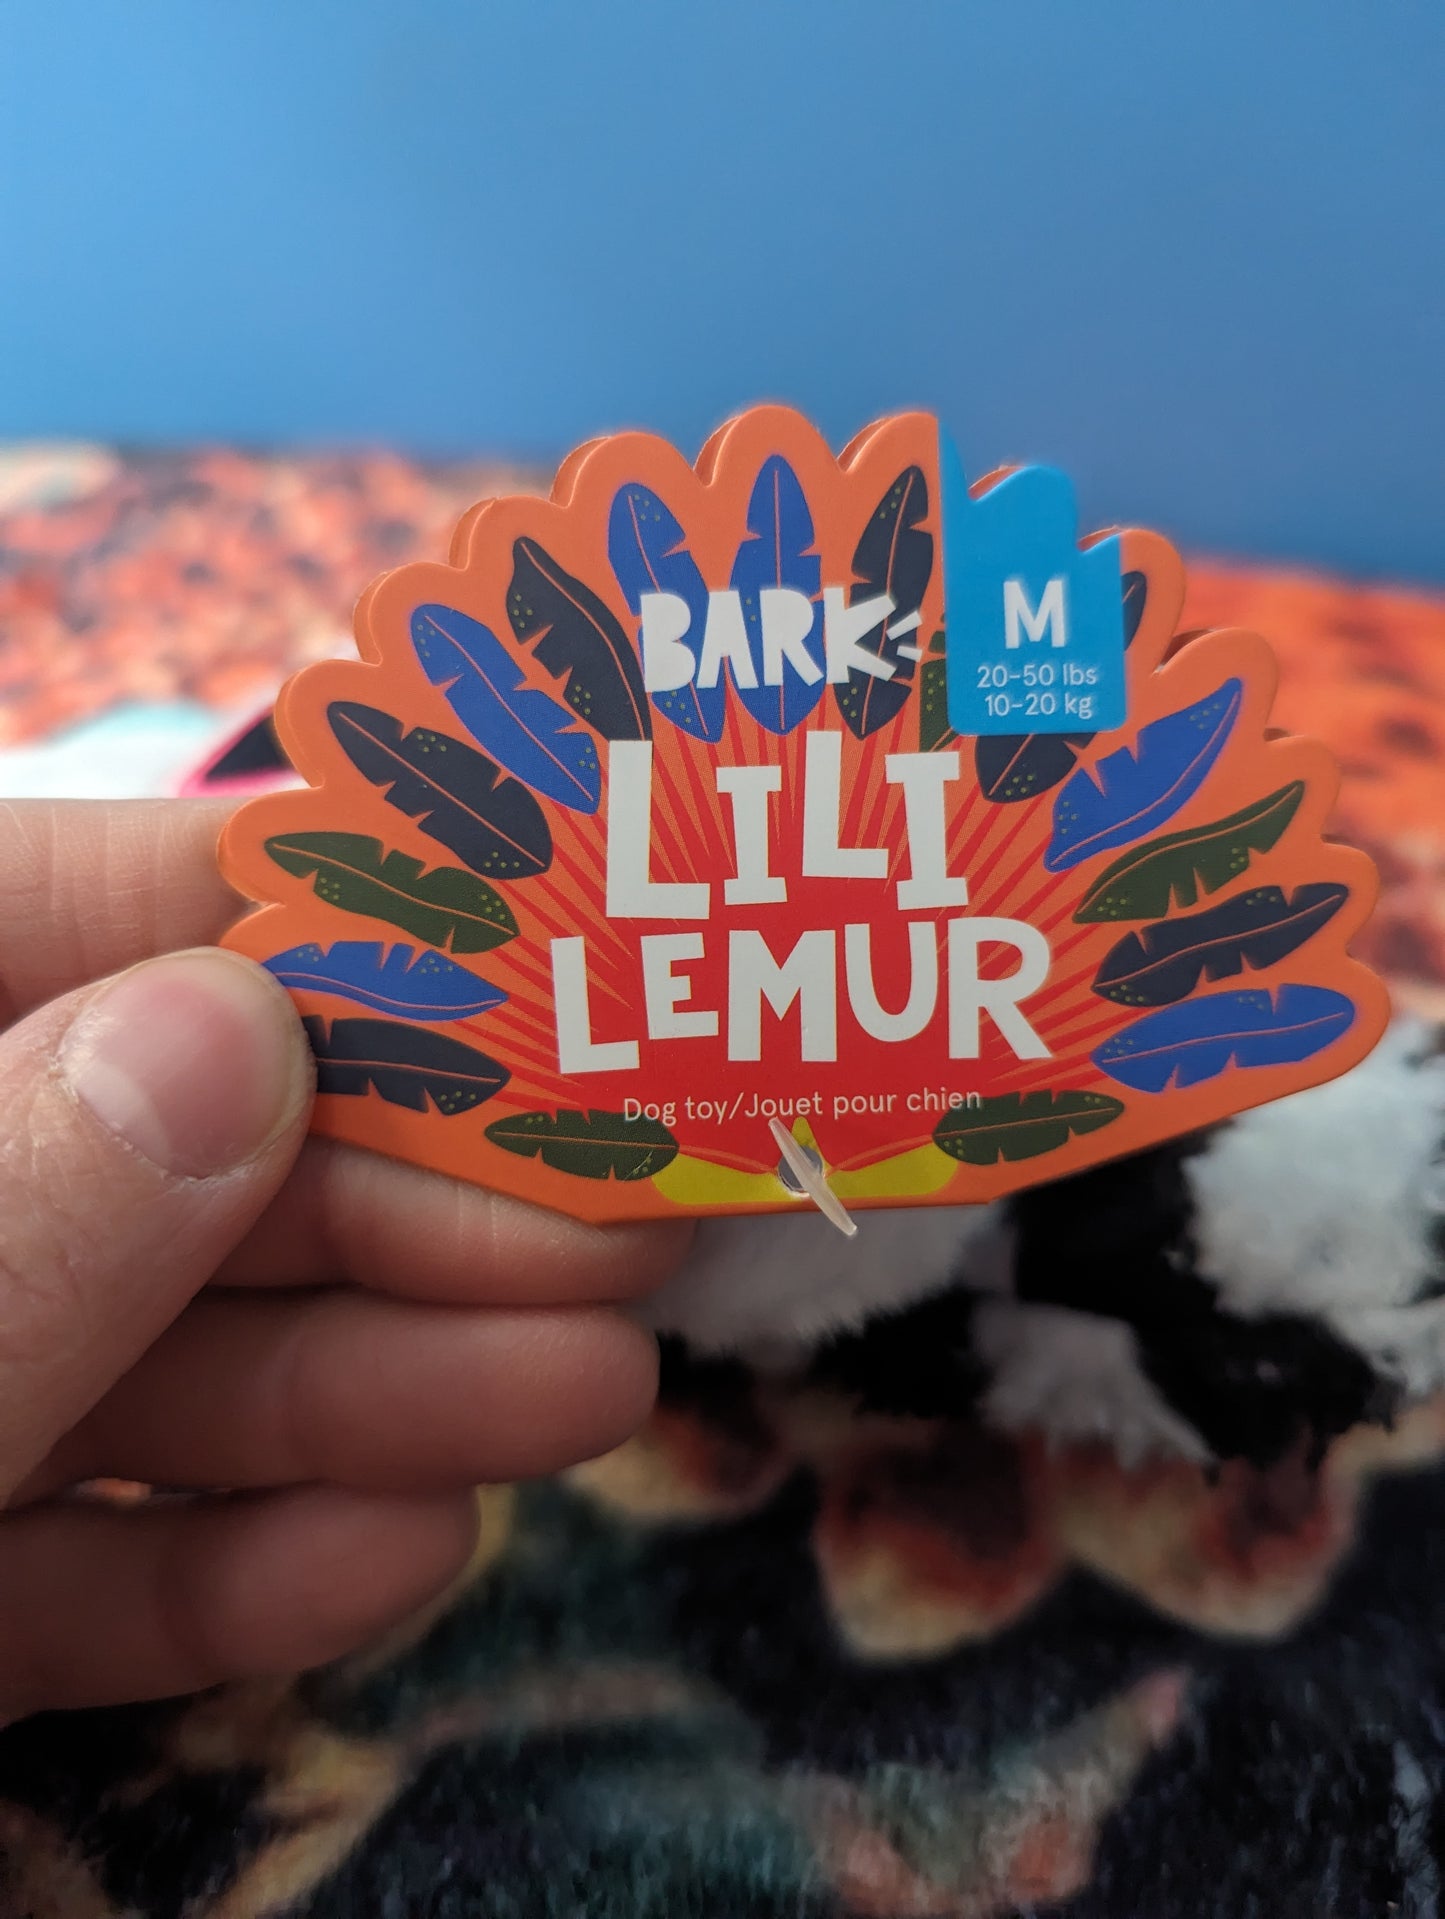 BARK
M
20-50 lbs
10-20 kg
LILI
LEMUR
Dog toy/Jouet pour chien